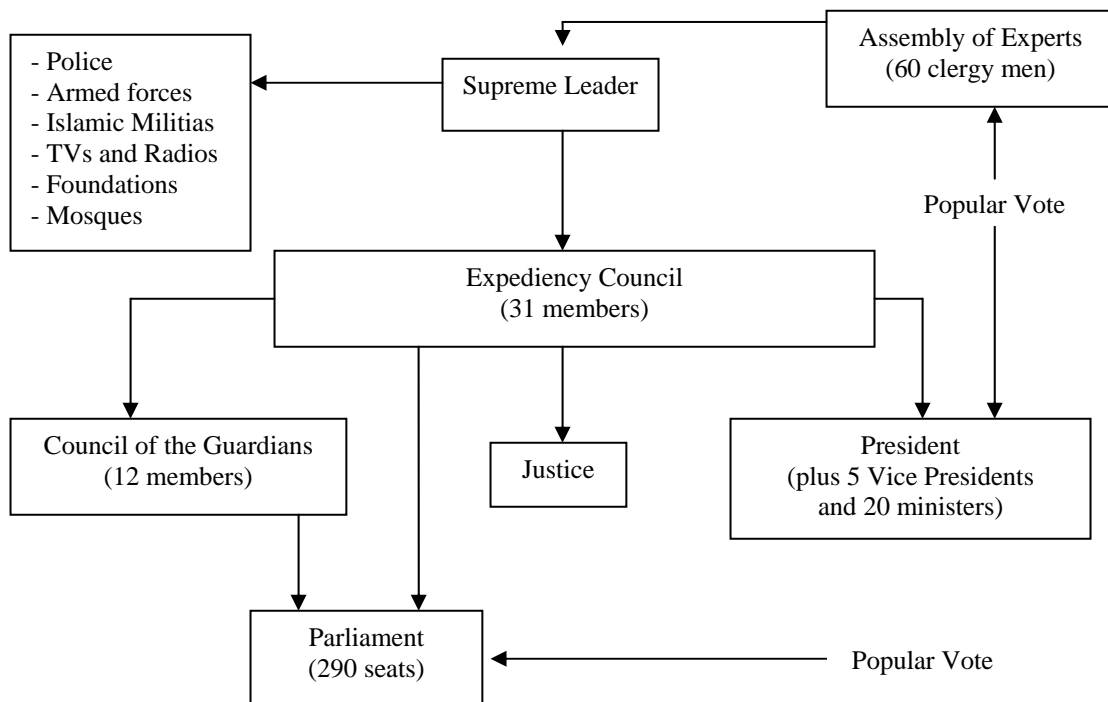 - Police
- Armed forces
- Islamic Militias
- TVs and Radios
- Foundations
- Mosques
Supreme Leader
Assembly of Experts
(60 clergy men)
Popular Vote
Expediency Council
(31 members)
Council of the Guardians
(12 members)
Justice
President
(plus 5 Vice Presidents
and 20 ministers)
Parliament
(290 seats)
Popular Vote